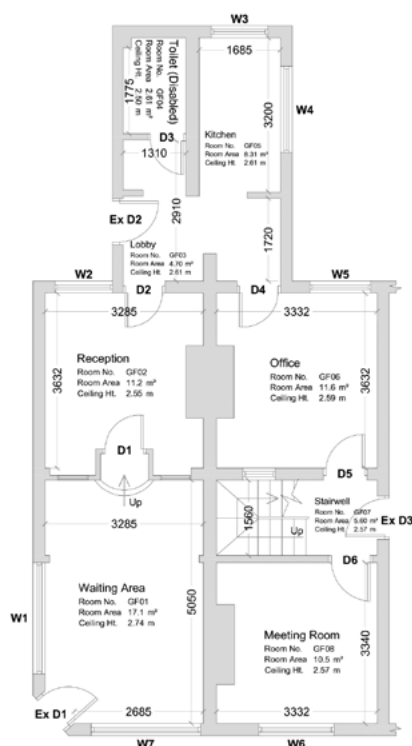 W3
1685
Toilet (Disabled)
Room No. GF04
Room Area 2.61 m²
Ceiling Ht. 2.50 m
1775
3200
W4
D3
1310
Kitchen
Room No. GF05
Room Area 8.31 m²
Ceiling Ht. 2.61 m
2910
1720
Ex D2
Lobby
Room No. GF03
Room Area 4.70 m²
Ceiling Ht. 2.61 m
W2
D2
D4
W5
3285
3332
Reception
Room No. GF02
Room Area 11.2 m²
Ceiling Ht. 2.55 m
3632
Office
Room No. GF06
Room Area 11.6 m²
Ceiling Ht. 2.59 m
3632
D1
D5
Up
3285
1560
Up
Stairwell
Room No. GF07
Room Area 5.60 m²
Ceiling Ht. 2.57 m
Ex D3
D6
W1
Waiting Area
Room No. GF01
Room Area 17.1 m²
Ceiling Ht. 2.74 m
5050
Meeting Room
Room No. GF08
Room Area 10.5 m²
Ceiling Ht. 2.57 m
3340
Ex D1
2685
3332
W7
W6